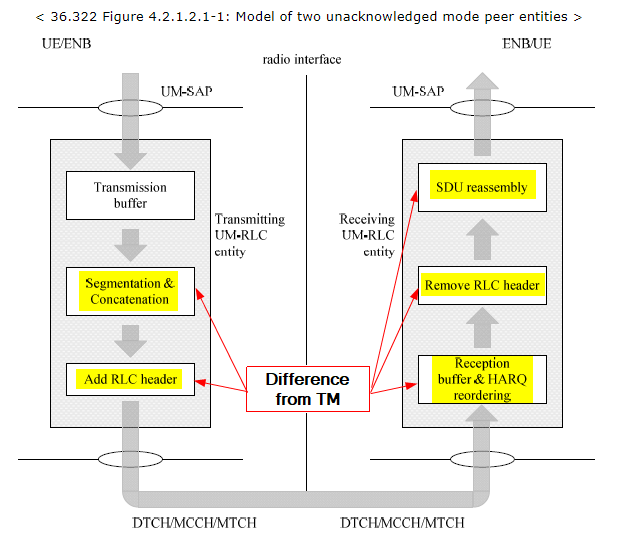 < 36.322 Figure 4.2.1.2.1-1: Model of two unacknowledged mode peer entities >
UE/ENB
radio interface
ENB/UE
UM-SAP
UM-SAP
Transmission
buffer
Segmentation &
Concatenation
Add RLC header
Transmitting
UM-RLC
entity
Receiving
UM-RLC
entity
SDU reassembly
Remove RLC header
Reception
buffer & HARQ
reordering
Difference
from TM
DTCH/MCCH/MTCH
DTCH/MCCH/MTCH